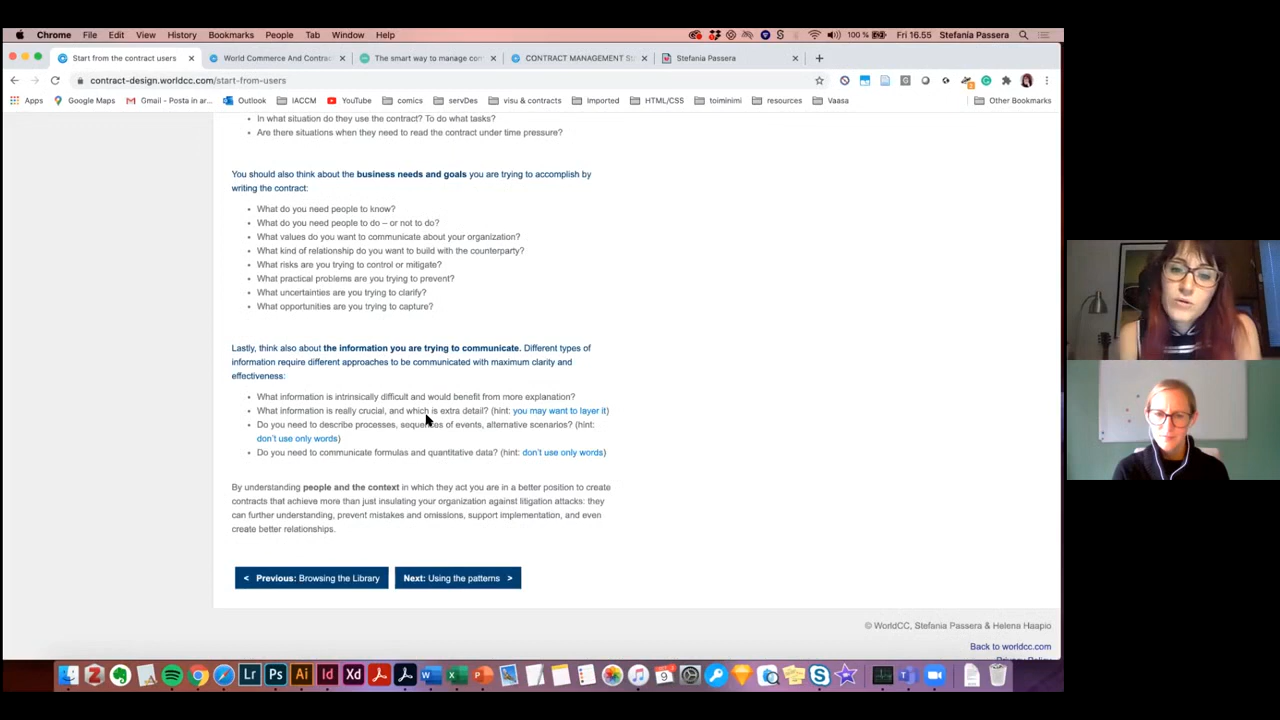 Chrome File Edit View History Bookmarks People Tab Window Help 100 % Fri 16.55 Stefania Passera
Start from the contract users World Commerce And Contrac The smart way to manage con CONTRACT MANAGEMENT St Stefania Passera
contract-design.worldcc.com/start-from-users
Apps Google Maps Gmail - Posta in ar... Outlook IACCM YouTube comics servDes visu & contracts Imported HTML/CSS toiminimi resources Vaasa Other Bookmarks
In what situation do they use the contract? To do what tasks?
Are there situations when they need to read the contract under time pressure?
You should also think about the business needs and goals you are trying to accomplish by
writing the contract:
What do you need people to know?
What do you need people to do – or not to do?
What values do you want to communicate about your organization?
What kind of relationship do you want to build with the counterparty?
What risks are you trying to control or mitigate?
What practical problems are you trying to prevent?
What uncertainties are you trying to clarify?
What opportunities are you trying to capture?
Lastly, think also about the information you are trying to communicate. Different types of
information require different approaches to be communicated with maximum clarity and
effectiveness:
What information is intrinsically difficult and would benefit from more explanation?
What information is really crucial, and which is extra detail? (hint: you may want to layer it)
Do you need to describe processes, sequences of events, alternative scenarios? (hint:
don't use only words)
Do you need to communicate formulas and quantitative data? (hint: don't use only words)
By understanding people and the context in which they act you are in a better position to create
contracts that achieve more than just insulating your organization against litigation attacks: they
can further understanding, prevent mistakes and omissions, support implementation, and even
create better relationships.
< Previous: Browsing the Library Next: Using the patterns >
© WorldCC, Stefania Passera & Helena Haapio
Back to worldcc.com
Privacy Policy
Lr Ps Ai Id Xd